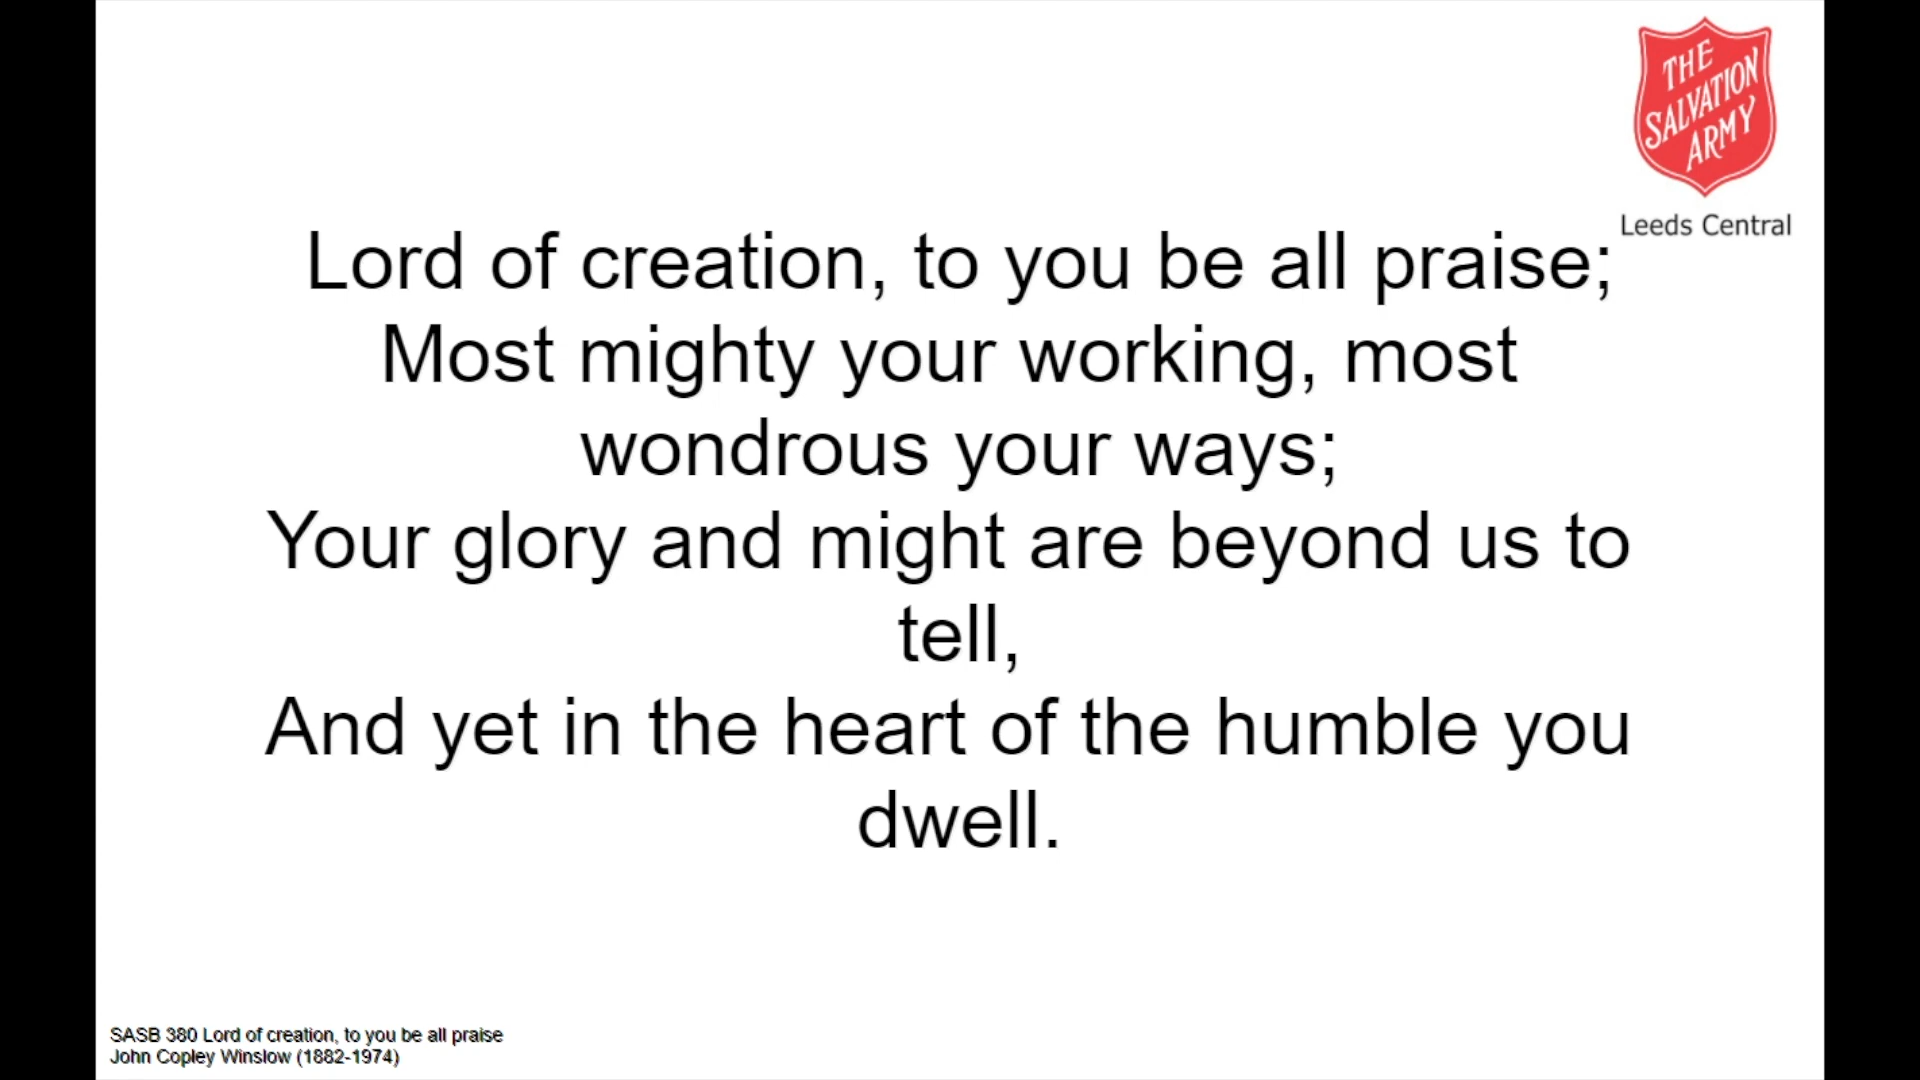 THE
SALVATION
ARMY
Leeds Central
Lord of creation, to you be all praise;
Most mighty your working, most
wondrous your ways;
Your glory and might are beyond us to
tell,
And yet in the heart of the humble you
dwell.
SASB 380 Lord of creation, to you be all praise
John Copley Winslow (1882-1974)